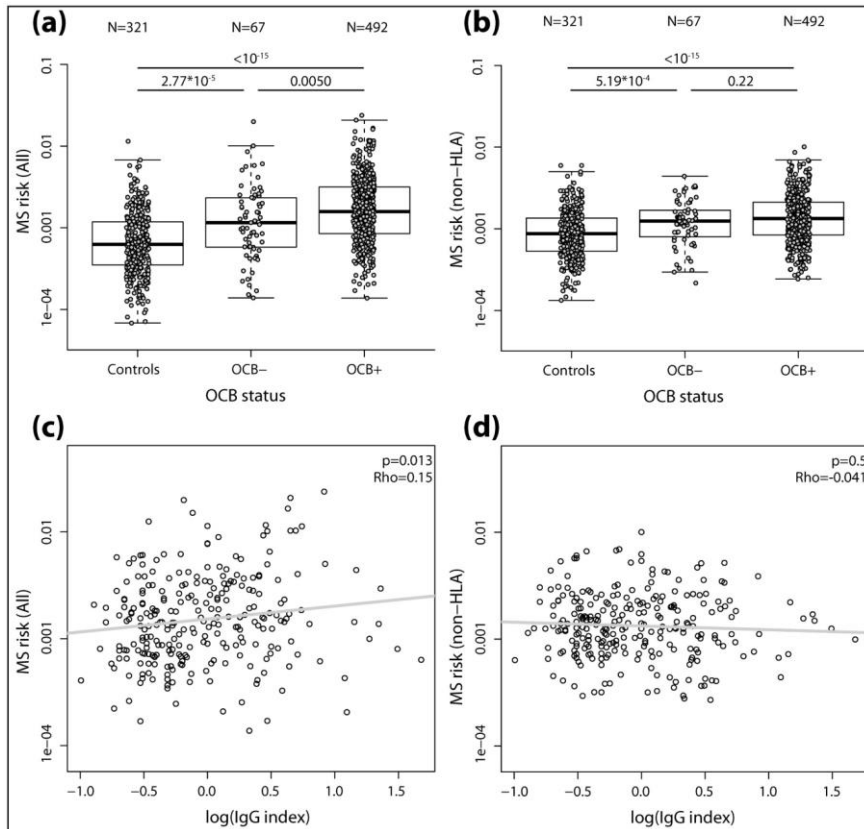 (a)
N=321 N=67 N=492
<10-15
2.77*10-5 0.0050
0.1
0.01
0.001
1e−04
MS risk (All)
Controls OCB− OCB+
OCB status
(b)
N=321 N=67 N=492
<10-15
5.19*10-4 0.22
0.1
0.01
0.001
1e−04
MS risk (non-HLA)
Controls OCB− OCB+
OCB status
(c)
p=0.013
Rho=0.15
0.01
0.001
1e−04
MS risk (All)
−1.0 −0.5 0.0 0.5 1.0 1.5
log(IgG index)
(d)
p=0.5
Rho=-0.041
0.01
0.001
1e−04
MS risk (non-HLA)
−1.0 −0.5 0.0 0.5 1.0 1.5
log(IgG index)